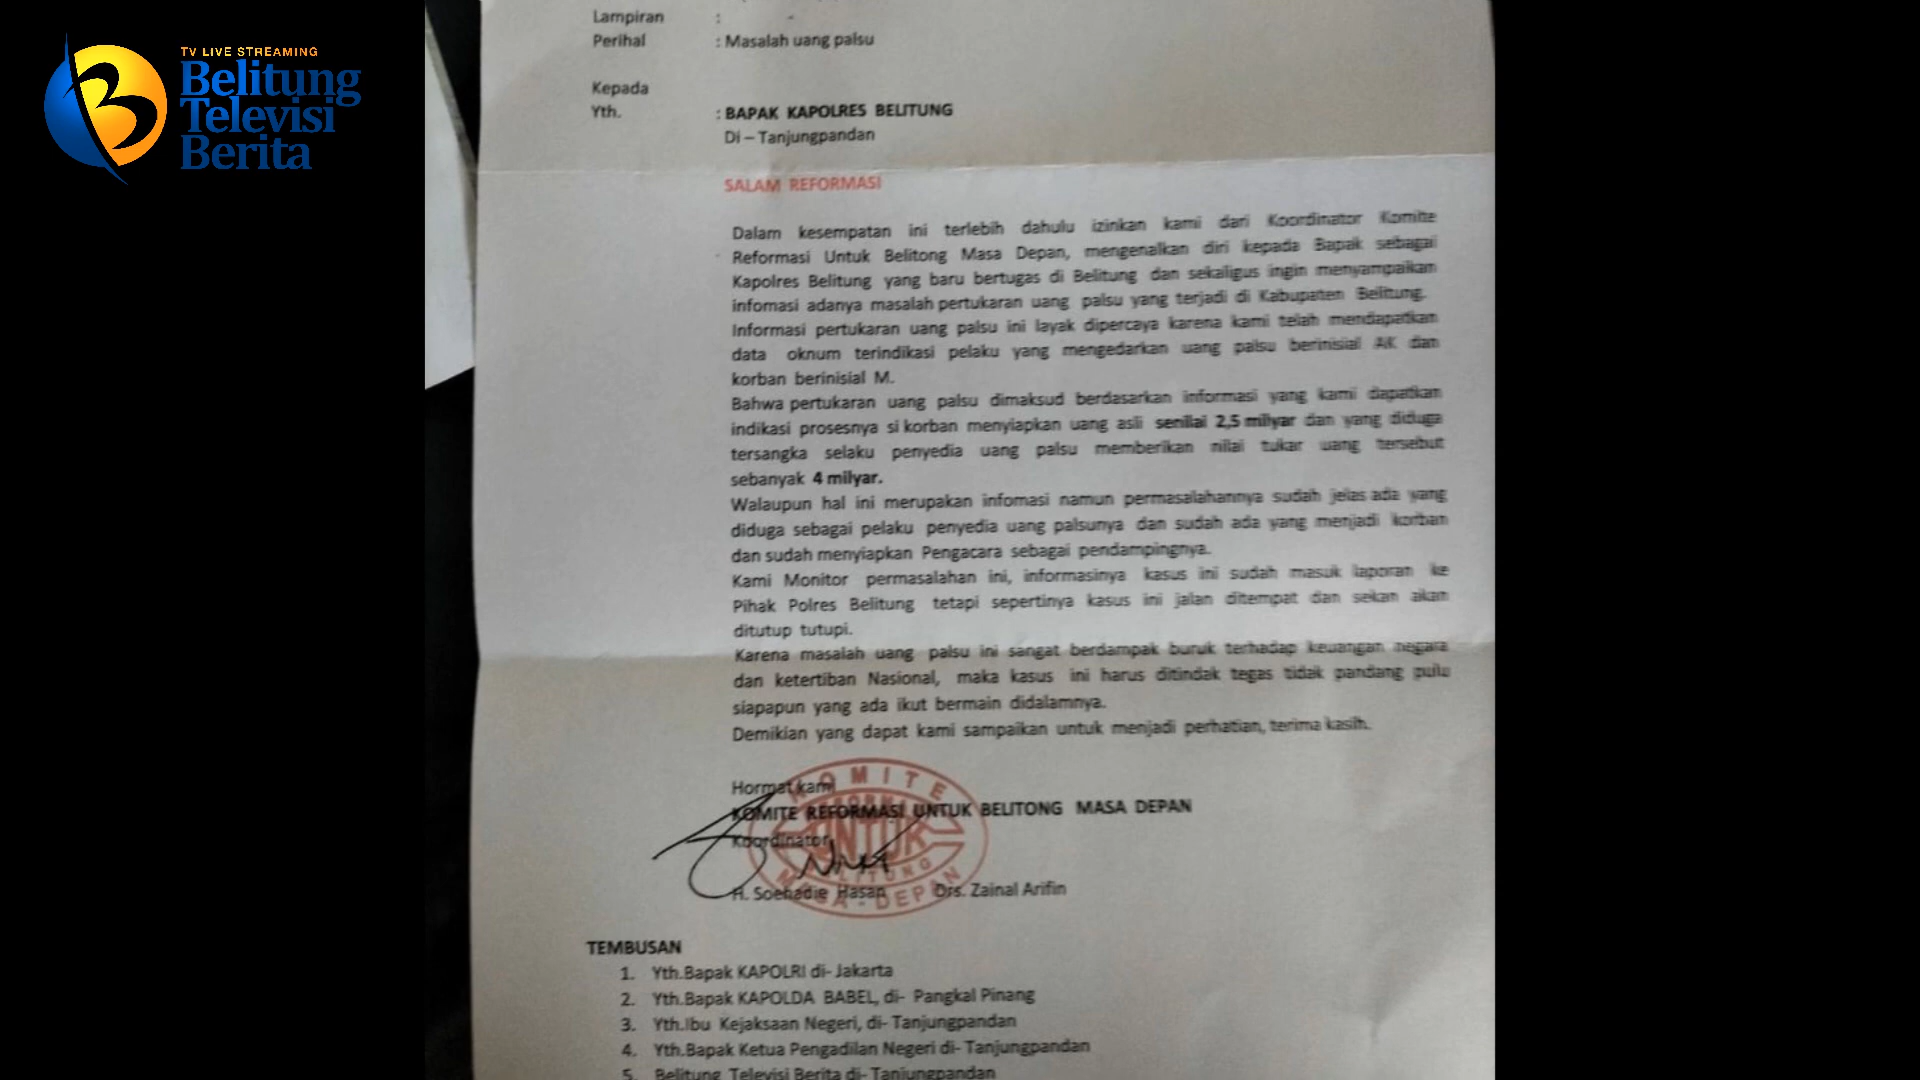 TV LIVE STREAMING
Belitung
Televisi
Berita
Lampiran : -
Perihal : Masalah uang palsu
Kepada
Yth. : BAPAK KAPOLRES BELITUNG
Di – Tanjungpandan
SALAM REFORMASI
Dalam kesempatan ini terlebih dahulu izinkan kami dari Koordinator Komite
Reformasi Untuk Belitong Masa Depan, mengenalkan diri kepada Bapak sebagai
Kapolres Belitung yang baru bertugas di Belitung dan sekaligus ingin menyampaikan
infomasi adanya masalah pertukaran uang palsu yang terjadi di Kabupaten Belitung.
Informasi pertukaran uang palsu ini layak dipercaya karena kami telah mendapatkan
data oknum terindikasi pelaku yang mengedarkan uang palsu berinisial AK dan
korban berinisial M.
Bahwa pertukaran uang palsu dimaksud berdasarkan informasi yang kami dapatkan
indikasi prosesnya si korban menyiapkan uang asli senilai 2,5 milyar dan yang diduga
tersangka selaku penyedia uang palsu memberikan nilai tukar uang tersebut
sebanyak 4 milyar.
Walaupun hal ini merupakan infomasi namun permasalahannya sudah jelas ada yang
diduga sebagai pelaku penyedia uang palsunya dan sudah ada yang menjadi korban
dan sudah menyiapkan Pengacara sebagai pendampingnya.
Kami Monitor permasalahan ini, informasinya kasus ini sudah masuk laporan ke
Pihak Polres Belitung tetapi sepertinya kasus ini jalan ditempat dan sekan akan
ditutup tutupi.
Karena masalah uang palsu ini sangat berdampak buruk terhadap keuangan negara
dan ketertiban Nasional, maka kasus ini harus ditindak tegas tidak pandang pulu
siapapun yang ada ikut bermain didalamnya.
Demikian yang dapat kami sampaikan untuk menjadi perhatian, terima kasih.
Hormat kami
KOMITE REFORMASI UNTUK BELITONG MASA DEPAN
Koordinator
H. Soehadie Hasan Drs. Zainal Arifin
KOMITE
UNTUK
BELITUNG
MASA - DEPAN
TEMBUSAN
1. Yth.Bapak KAPOLRI di- Jakarta
2. Yth.Bapak KAPOLDA BABEL, di- Pangkal Pinang
3. Yth.Ibu Kejaksaan Negeri, di- Tanjungpandan
4. Yth.Bapak Ketua Pengadilan Negeri di- Tanjungpandan
5. Belitung Televisi Berita di- Tanjungpandan